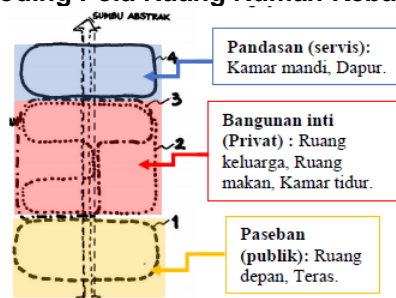 SUMBU ABSTRAK
4
Pandasan (servis):
Kamar mandi, Dapur.
3
2
Bangunan inti
(Privat) : Ruang
keluarga, Ruang
makan, Kamar tidur.
1
Paseban
(publik): Ruang
depan, Teras.